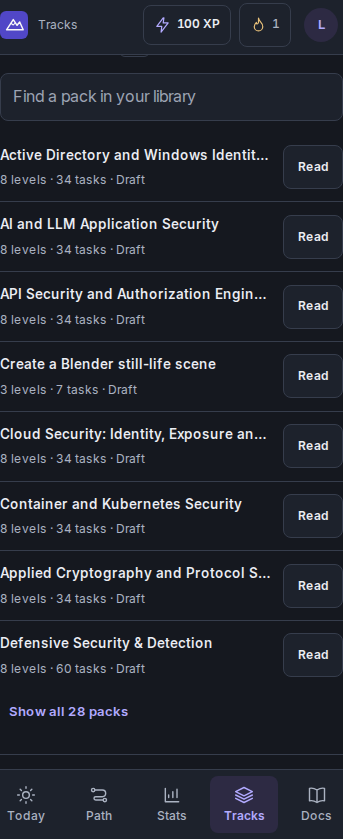 Tracks
100 XP
1
L
Find a pack in your library
Active Directory and Windows Identit...
8 levels · 34 tasks · Draft
Read
AI and LLM Application Security
8 levels · 34 tasks · Draft
Read
API Security and Authorization Engin...
8 levels · 34 tasks · Draft
Read
Create a Blender still-life scene
3 levels · 7 tasks · Draft
Read
Cloud Security: Identity, Exposure an...
8 levels · 34 tasks · Draft
Read
Container and Kubernetes Security
8 levels · 34 tasks · Draft
Read
Applied Cryptography and Protocol S...
8 levels · 34 tasks · Draft
Read
Defensive Security & Detection
8 levels · 60 tasks · Draft
Read
Show all 28 packs
Today
Path
Stats
Tracks
Docs